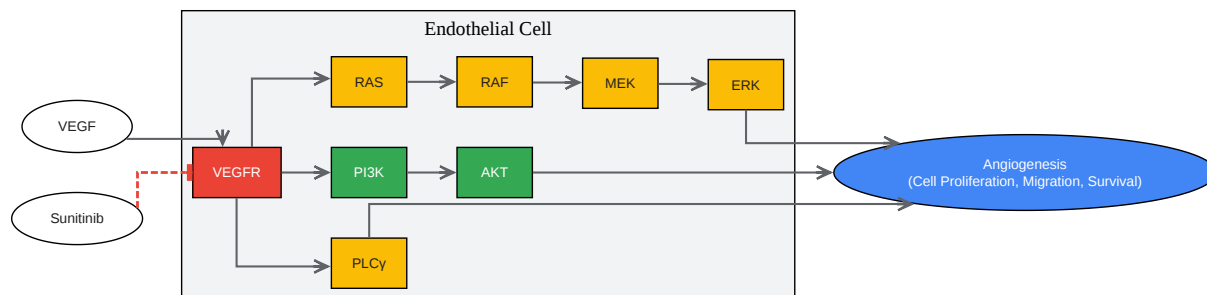 Endothelial Cell
RAS
RAF
MEK
ERK
VEGF
VEGFR
PI3K
AKT
Angiogenesis
(Cell Proliferation, Migration, Survival)
Sunitinib
PLCγ